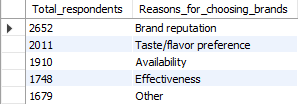 Total_respondents Reasons_for_choosing_brands
2652 Brand reputation
2011 Taste/flavor preference
1910 Availability
1748 Effectiveness
1679 Other